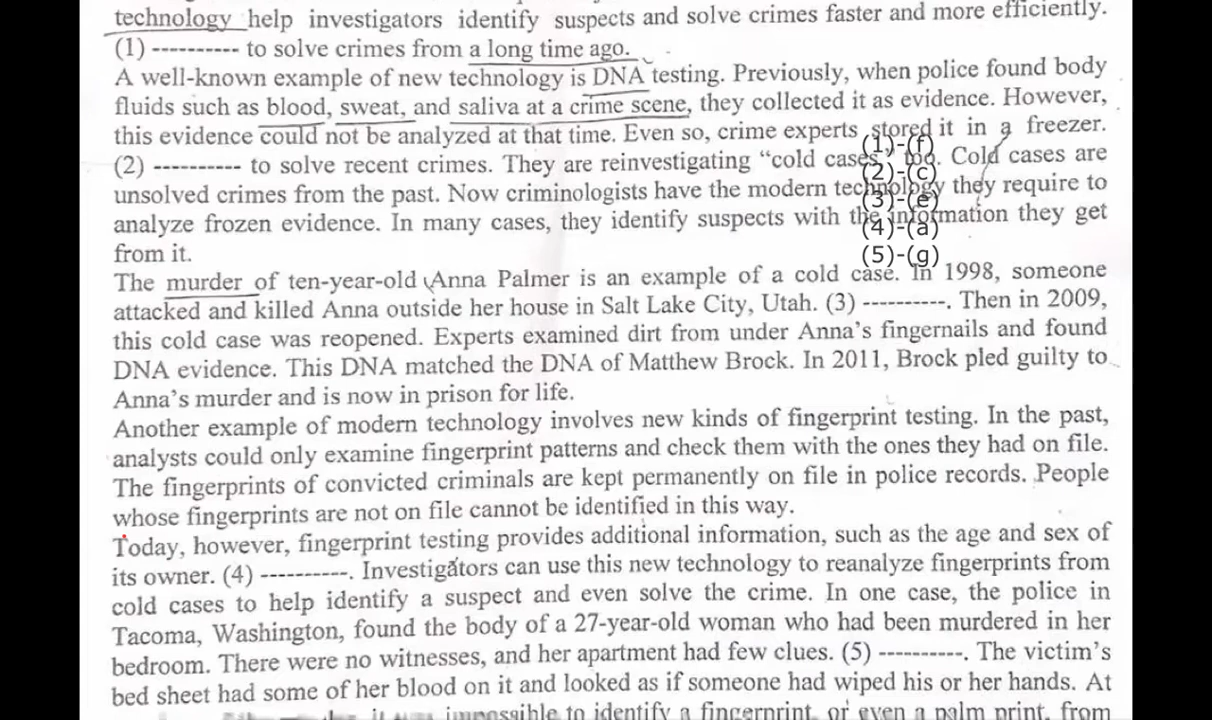 technology help investigators identify suspects and solve crimes faster and more efficiently.
(1) ---------- to solve crimes from a long time ago.
A well-known example of new technology is DNA testing. Previously, when police found body
fluids such as blood, sweat, and saliva at a crime scene, they collected it as evidence. However,
this evidence could not be analyzed at that time. Even so, crime experts stored it in a freezer.
(1)-(f)
(2) ---------- to solve recent crimes. They are reinvestigating “cold cases” too. Cold cases are
(2)-(c)
unsolved crimes from the past. Now criminologists have the modern technology they require to
(3)-(e)
analyze frozen evidence. In many cases, they identify suspects with the information they get
(4)-(a)
from it.
(5)-(g)
The murder of ten-year-old Anna Palmer is an example of a cold case. In 1998, someone
attacked and killed Anna outside her house in Salt Lake City, Utah. (3) ----------. Then in 2009,
this cold case was reopened. Experts examined dirt from under Anna’s fingernails and found
DNA evidence. This DNA matched the DNA of Matthew Brock. In 2011, Brock pled guilty to
Anna’s murder and is now in prison for life.
Another example of modern technology involves new kinds of fingerprint testing. In the past,
analysts could only examine fingerprint patterns and check them with the ones they had on file.
The fingerprints of convicted criminals are kept permanently on file in police records. People
whose fingerprints are not on file cannot be identified in this way.
Today, however, fingerprint testing provides additional information, such as the age and sex of
its owner. (4) ----------. Investigators can use this new technology to reanalyze fingerprints from
cold cases to help identify a suspect and even solve the crime. In one case, the police in
Tacoma, Washington, found the body of a 27-year-old woman who had been murdered in her
bedroom. There were no witnesses, and her apartment had few clues. (5) ----------. The victim’s
bed sheet had some of her blood on it and looked as if someone had wiped his or her hands. At
it was impossible to identify a fingerprint, or even a palm print, from